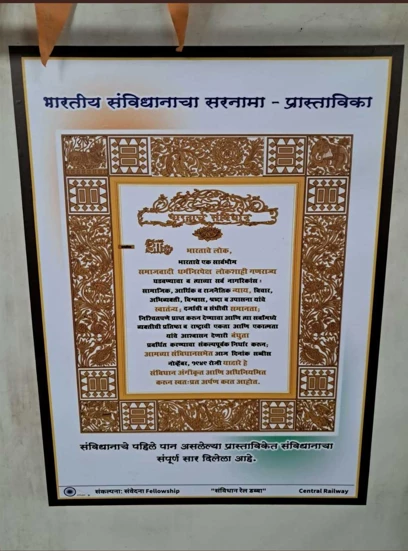 भारतीय संविधानाचा सरनामा - प्रास्ताविका
भारताचे संविधान
भारताचे लोक,
भारताचे एक सार्वभौम
समाजवादी धर्मनिरपेक्ष लोकशाही गणराज्य
घडवण्याचा व त्याच्या सर्व नागरिकांस:
सामाजिक, आर्थिक व राजनैतिक न्याय, विचार,
अभिव्यक्ती, विश्वास, श्रद्धा व उपासना यांचे
स्वातंत्र्य; दर्जाची व संधीची समानता;
निश्चितपणे प्राप्त करून देण्याचा आणि त्या सर्वांमध्ये
व्यक्तीची प्रतिष्ठा व राष्ट्राची एकता आणि एकात्मता
यांचे आश्वासन देणारी बंधुता
प्रवर्धित करण्याचा संकल्पपूर्वक निर्धार करून;
आमच्या संविधानसभेत आज दिनांक सव्वीस
नोव्हेंबर, १९४९ रोजी याद्वारे हे
संविधान अंगीकृत आणि अधिनियमित
करून स्वत:प्रत अर्पण करत आहोत.
संविधानाचे पहिले पान असलेल्या प्रास्ताविकेत संविधानाचा
संपूर्ण सार दिलेला आहे.
संकल्पना: संवेदना Fellowship "संविधान रेल डब्बा" Central Railway